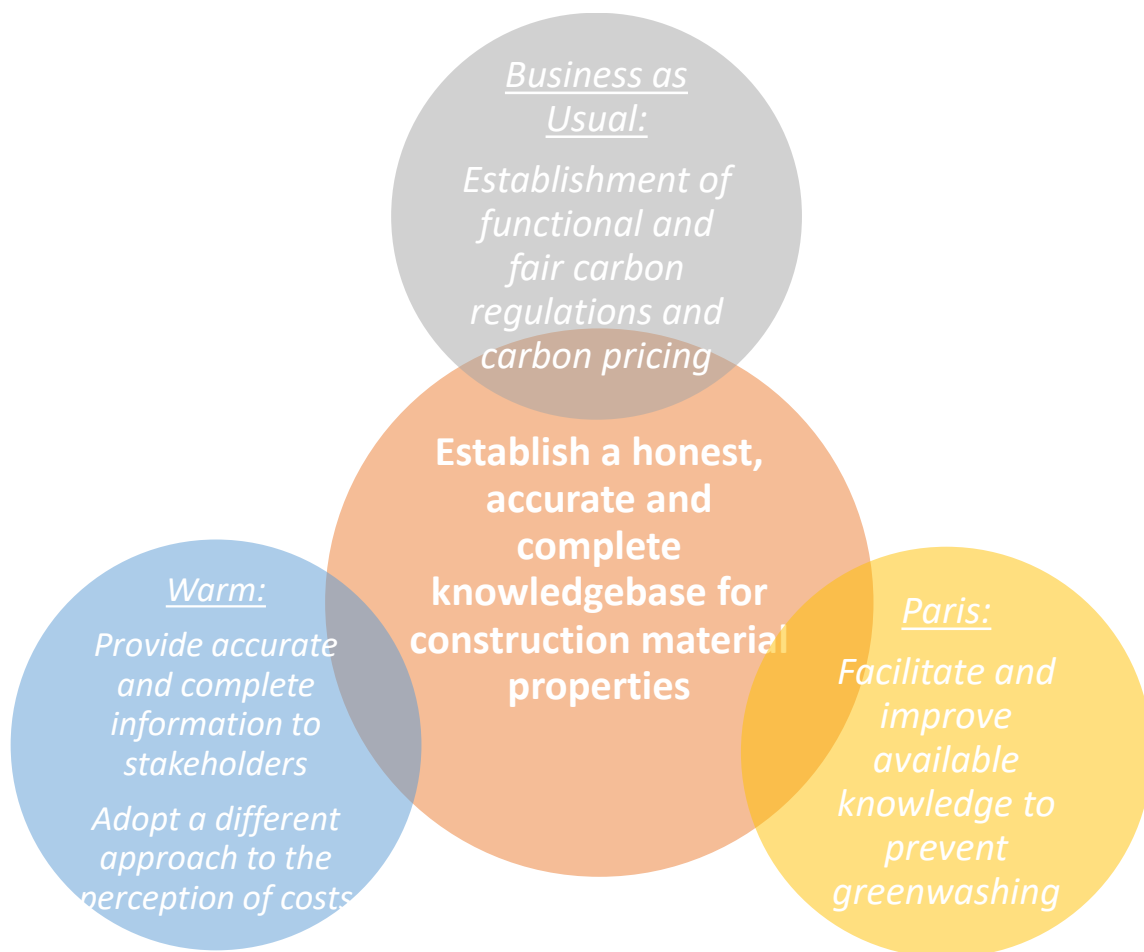 Business as
Usual:
Establishment of
functional and
fair carbon
regulations and
carbon pricing
Establish a honest,
accurate and
complete
knowledgebase for
construction material
properties
Warm:
Provide accurate
and complete
information to
stakeholders
Adopt a different
approach to the
perception of costs
Paris:
Facilitate and
improve
available
knowledge to
prevent
greenwashing